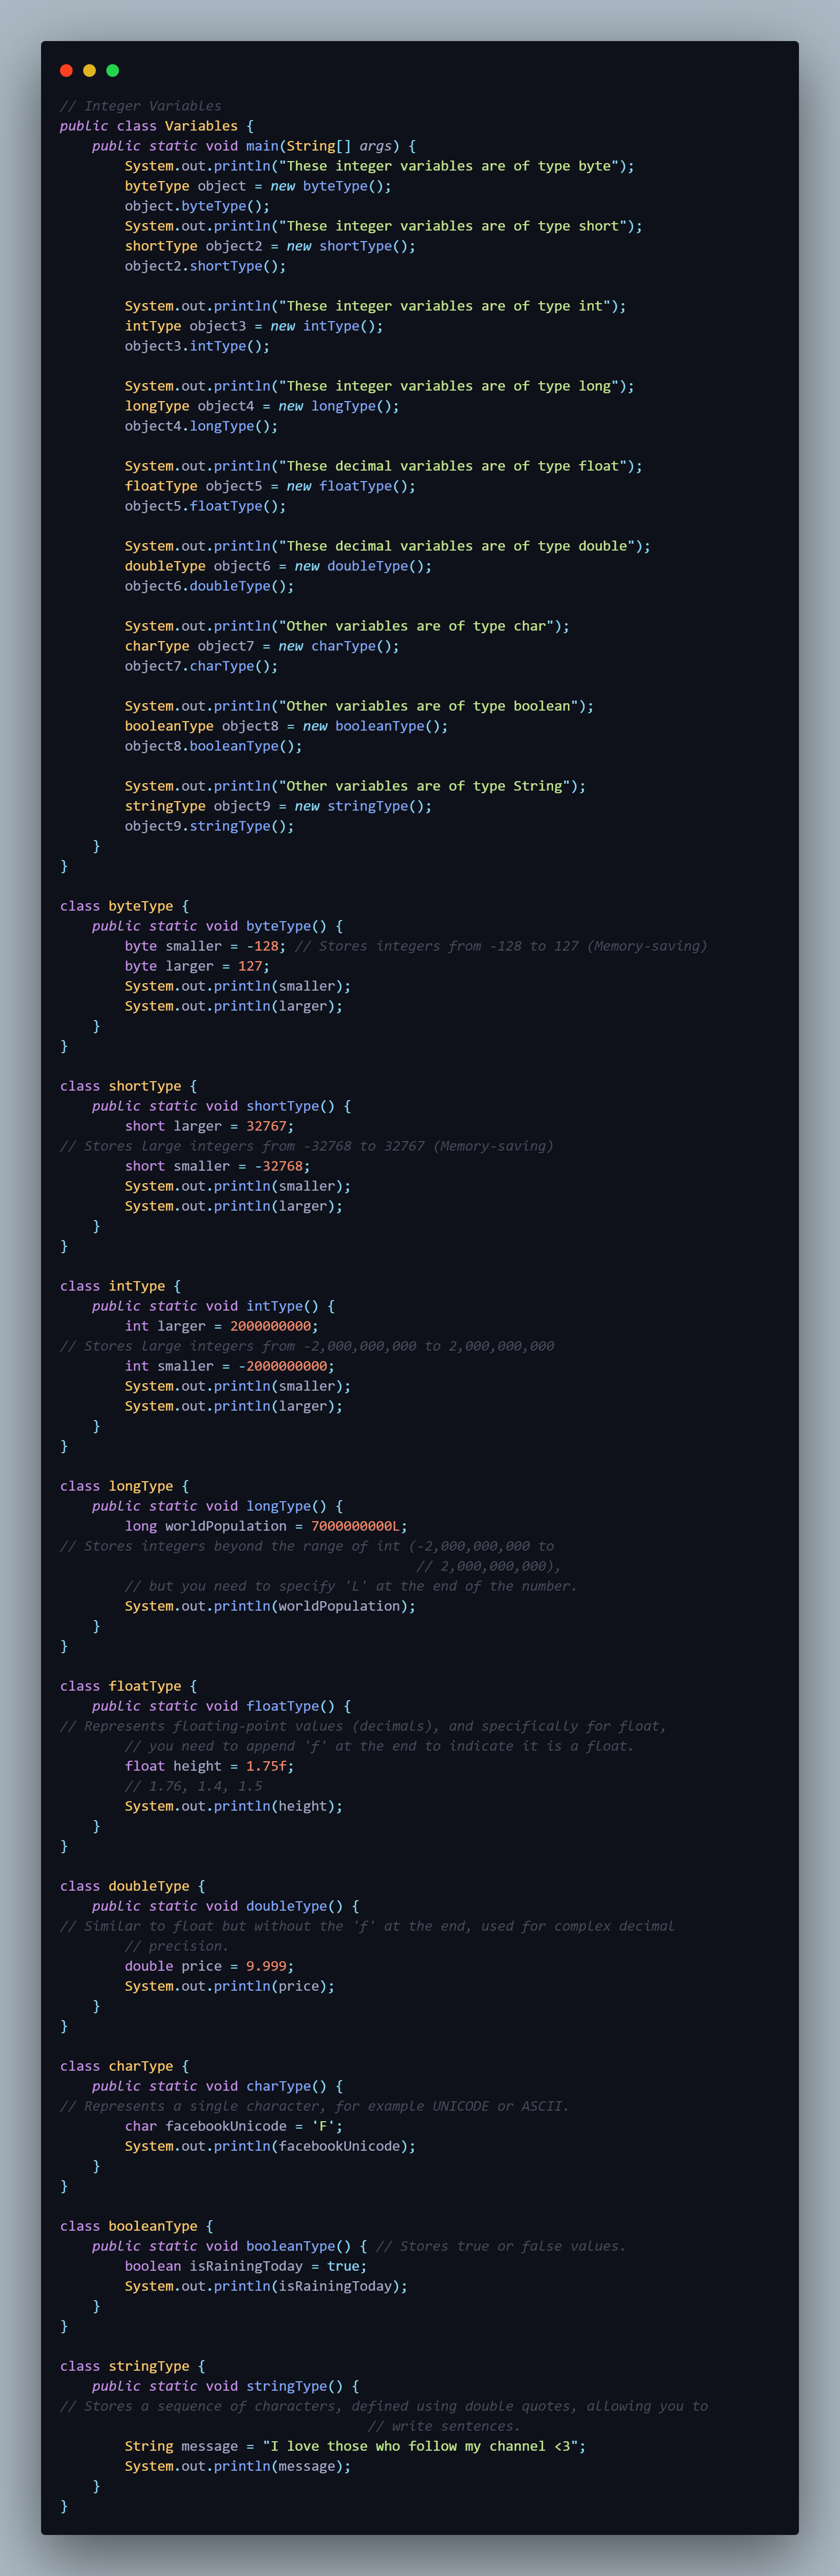 // Integer Variables
public class Variables {
    public static void main(String[] args) {
        System.out.println("These integer variables are of type byte");
        byteType object = new byteType();
        object.byteType();
        System.out.println("These integer variables are of type short");
        shortType object2 = new shortType();
        object2.shortType();

        System.out.println("These integer variables are of type int");
        intType object3 = new intType();
        object3.intType();

        System.out.println("These integer variables are of type long");
        longType object4 = new longType();
        object4.longType();

        System.out.println("These decimal variables are of type float");
        floatType object5 = new floatType();
        object5.floatType();

        System.out.println("These decimal variables are of type double");
        doubleType object6 = new doubleType();
        object6.doubleType();

        System.out.println("Other variables are of type char");
        charType object7 = new charType();
        object7.charType();

        System.out.println("Other variables are of type boolean");
        booleanType object8 = new booleanType();
        object8.booleanType();

        System.out.println("Other variables are of type String");
        stringType object9 = new stringType();
        object9.stringType();
    }
}

class byteType {
    public static void byteType() {
        byte smaller = -128; // Stores integers from -128 to 127 (Memory-saving)
        byte larger = 127;
        System.out.println(smaller);
        System.out.println(larger);
    }
}

class shortType {
    public static void shortType() {
        short larger = 32767;
// Stores large integers from -32768 to 32767 (Memory-saving)
        short smaller = -32768;
        System.out.println(smaller);
        System.out.println(larger);
    }
}

class intType {
    public static void intType() {
        int larger = 2000000000;
// Stores large integers from -2,000,000,000 to 2,000,000,000
        int smaller = -2000000000;
        System.out.println(smaller);
        System.out.println(larger);
    }
}

class longType {
    public static void longType() {
        long worldPopulation = 7000000000L;
// Stores integers beyond the range of int (-2,000,000,000 to
                                            // 2,000,000,000),
        // but you need to specify 'L' at the end of the number.
        System.out.println(worldPopulation);
    }
}

class floatType {
    public static void floatType() {
// Represents floating-point values (decimals), and specifically for float,
        // you need to append 'f' at the end to indicate it is a float.
        float height = 1.75f;
        // 1.76, 1.4, 1.5
        System.out.println(height);
    }
}

class doubleType {
    public static void doubleType() {
// Similar to float but without the 'f' at the end, used for complex decimal
        // precision.
        double price = 9.999;
        System.out.println(price);
    }
}

class charType {
    public static void charType() {
// Represents a single character, for example UNICODE or ASCII.
        char facebookUnicode = 'F';
        System.out.println(facebookUnicode);
    }
}

class booleanType {
    public static void booleanType() { // Stores true or false values.
        boolean isRainingToday = true;
        System.out.println(isRainingToday);
    }
}

class stringType {
    public static void stringType() {
// Stores a sequence of characters, defined using double quotes, allowing you to
                                      // write sentences.
        String message = "I love those who follow my channel <3";
        System.out.println(message);
    }
}